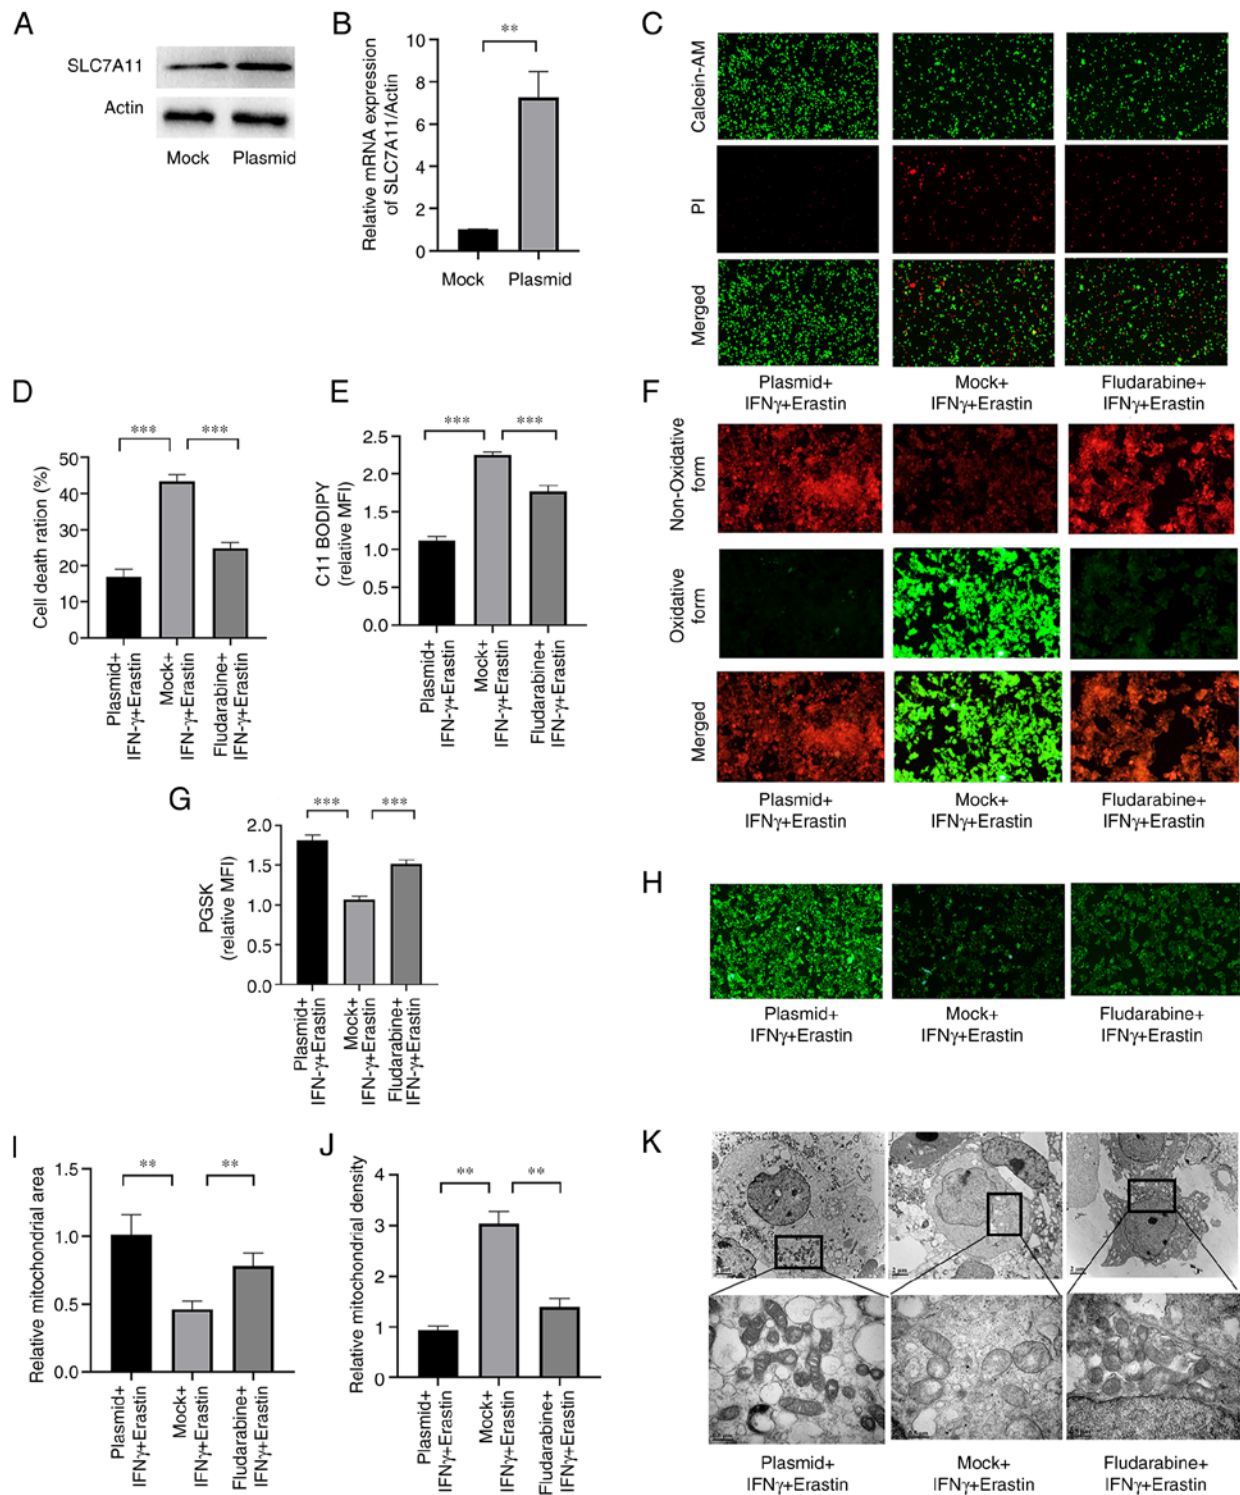 A
SLC7A11
Actin
Mock Plasmid
B
Relative mRNA expression
of SLC7A11/Actin
**
10
8
6
4
2
0
Mock Plasmid
C
Calcein-AM
PI
Merged
Plasmid+
IFNγ+Erastin
Mock+
IFNγ+Erastin
Fludarabine+
IFNγ+Erastin
D
Cell death ration (%)
*** ***
50
40
30
20
10
0
Plasmid+
IFN-γ+Erastin
Mock+
IFN-γ+Erastin
Fludarabine+
IFN-γ+Erastin
E
C11 BODIPY
(relative MFI)
*** ***
2.5
2.0
1.5
1.0
0.5
0.0
Plasmid+
IFN-γ+Erastin
Mock+
IFN-γ+Erastin
Fludarabine+
IFN-γ+Erastin
F
Non-Oxidative
form
Oxidative
form
Merged
Plasmid+
IFNγ+Erastin
Mock+
IFNγ+Erastin
Fludarabine+
IFNγ+Erastin
G
PGSK
(relative MFI)
*** ***
2.0
1.5
1.0
0.5
0.0
Plasmid+
IFN-γ+Erastin
Mock+
IFN-γ+Erastin
Fludarabine+
IFN-γ+Erastin
H
Plasmid+
IFNγ+Erastin
Mock+
IFNγ+Erastin
Fludarabine+
IFNγ+Erastin
I
Relative mitochondrial area
** **
1.5
1.0
0.5
0.0
Plasmid+
IFNγ+Erastin
Mock+
IFNγ+Erastin
Fludarabine+
IFNγ+Erastin
J
Relative mitochondrial density
** **
4
3
2
1
0
Plasmid+
IFNγ+Erastin
Mock+
IFNγ+Erastin
Fludarabine+
IFNγ+Erastin
K
2 μm
Plasmid+
IFNγ+Erastin
Mock+
IFNγ+Erastin
Fludarabine+
IFNγ+Erastin